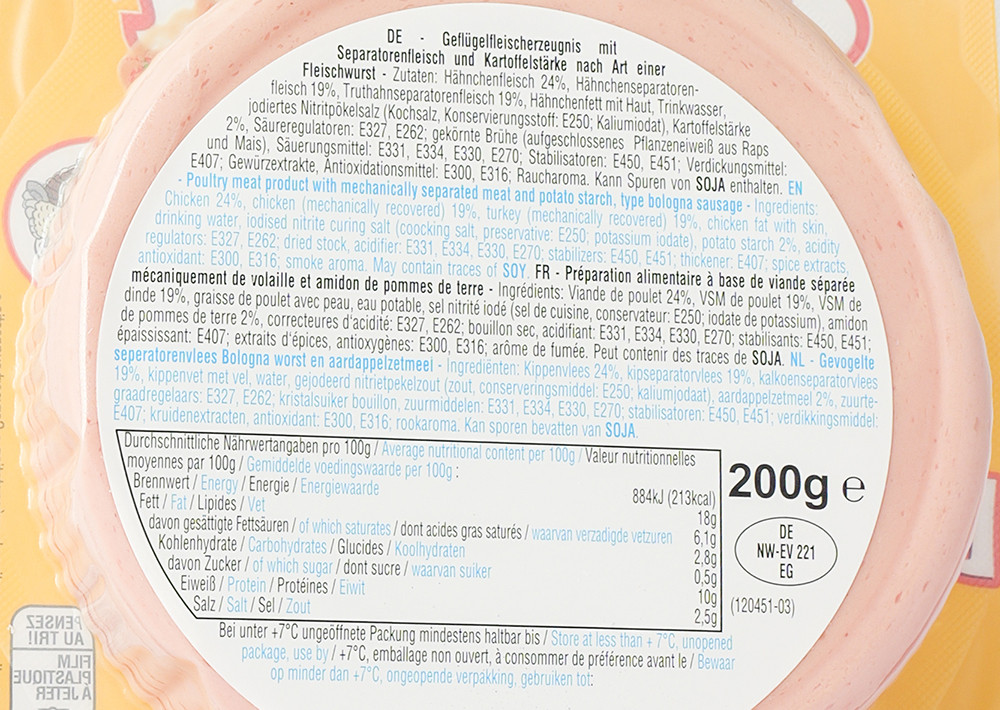 DE - Geflügelfleischerzeugnis mit
Separatorenfleisch und Kartoffelstärke nach Art einer
Fleischwurst - Zutaten: Hähnchenfleisch 24%, Hähnchenseparatoren-
fleisch 19%, Truthahnseparatorenfleisch 19%, Hähnchenfett mit Haut, Trinkwasser,
jodiertes Nitritpökelsalz (Kochsalz, Konservierungsstoff: E250; Kaliumiodat), Kartoffelstärke
2%, Säureregulatoren: E327, E262; gekörnte Brühe (aufgeschlossenes Pflanzeneiweiß aus Raps
und Mais), Säuerungsmittel: E331, E334, E330, E270; Stabilisatoren: E450, E451; Verdickungsmittel:
E407; Gewürzextrakte, Antioxidationsmittel: E300, E316; Raucharoma. Kann Spuren von SOJA enthalten. EN
- Poultry meat product with mechanically separated meat and potato starch, type bologna sausage - Ingredients:
Chicken 24%, chicken (mechanically recovered) 19%, turkey (mechanically recovered) 19%, chicken fat with skin,
drinking water, iodised nitrite curing salt (coocking salt, preservative: E250, potassium iodate), potato starch 2%, acidity
regulators: E327, E262; dried stock, acidifier: E331, E334, E330, E270; stabilizers: E450, E451; thickener: E407; spice extracts,
antioxidant: E300, E316; smoke aroma. May contain traces of SOY. FR - Préparation alimentaire à base de viande séparée
mécaniquement de volaille et amidon de pommes de terre - Ingrédients: Viande de poulet 24%, VSM de poulet 19%, VSM de
dinde 19%, graisse de poulet avec peau, eau potable, sel nitrité iodé (sel de cuisine, conservateur: E250; iodate de potassium), amidon
de pommes de terre 2%, correcteurs d'acidité: E327, E262; bouillon sec, acidifiant: E331, E334, E330, E270; stabilisants: E450, E451;
épaississant: E407; extraits d'épices, antioxygènes: E300, E316; arôme de fumée. Peut contenir des traces de SOJA. NL - Gevogelte
seperatorenvlees Bologna worst en aardappelzetmeel - Ingrediënten: Kippenvlees 24%, kipseparatorvlees 19%, kalkoenseparatorvlees
19%, kippenvet met vel, water, gejodeerd nitrietpekelzout (zout, conserveringsmiddel: E250; kaliumjodaat), aardappelzetmeel 2%, zuurte-
graadregelaars: E327, E262; kristalsuiker bouillon, zuurmiddelen: E331, E334, E330, E270; stabilisatoren: E450, E451; verdikkingsmiddel:
E407; kruidenextracten, antioxidant: E300, E316; rookaroma. Kan sporen bevatten van SOJA.
Durchschnittliche Nährwertangaben pro 100g / Average nutritional content per 100g / Valeur nutritionnelles
moyennes par 100g / Gemiddelde voedingswaarde per 100g :
Brennwert / Energy / Energie / Energiewaarde 884kJ (213kcal)
Fett / Fat / Lipides / Vet 18g
davon gesättigte Fettsäuren / of which saturates / dont acides gras saturés / waarvan verzadigde vetzuren 6,1g
Kohlenhydrate / Carbohydrates / Glucides / Koolhydraten 2,8g
davon Zucker / of which sugar / dont sucre / waarvan suiker 0,5g
Eiweiß / Protein / Protéines / Eiwit 10g
Salz / Salt / Sel / Zout 2,5g
200g e
DE
NW-EV 221
EG
(120451-03)
Bei unter +7°C ungeöffnete Packung mindestens haltbar bis / Store at less than + 7°C, unopened
package, use by / +7°C, emballage non ouvert, à consommer de préférence avant le / Bewaar
op minder dan +7°C, ongeopende verpakking, gebruiken tot:
PENSEZ
AU TRI!
FILM
PLASTIQUE
À JETER